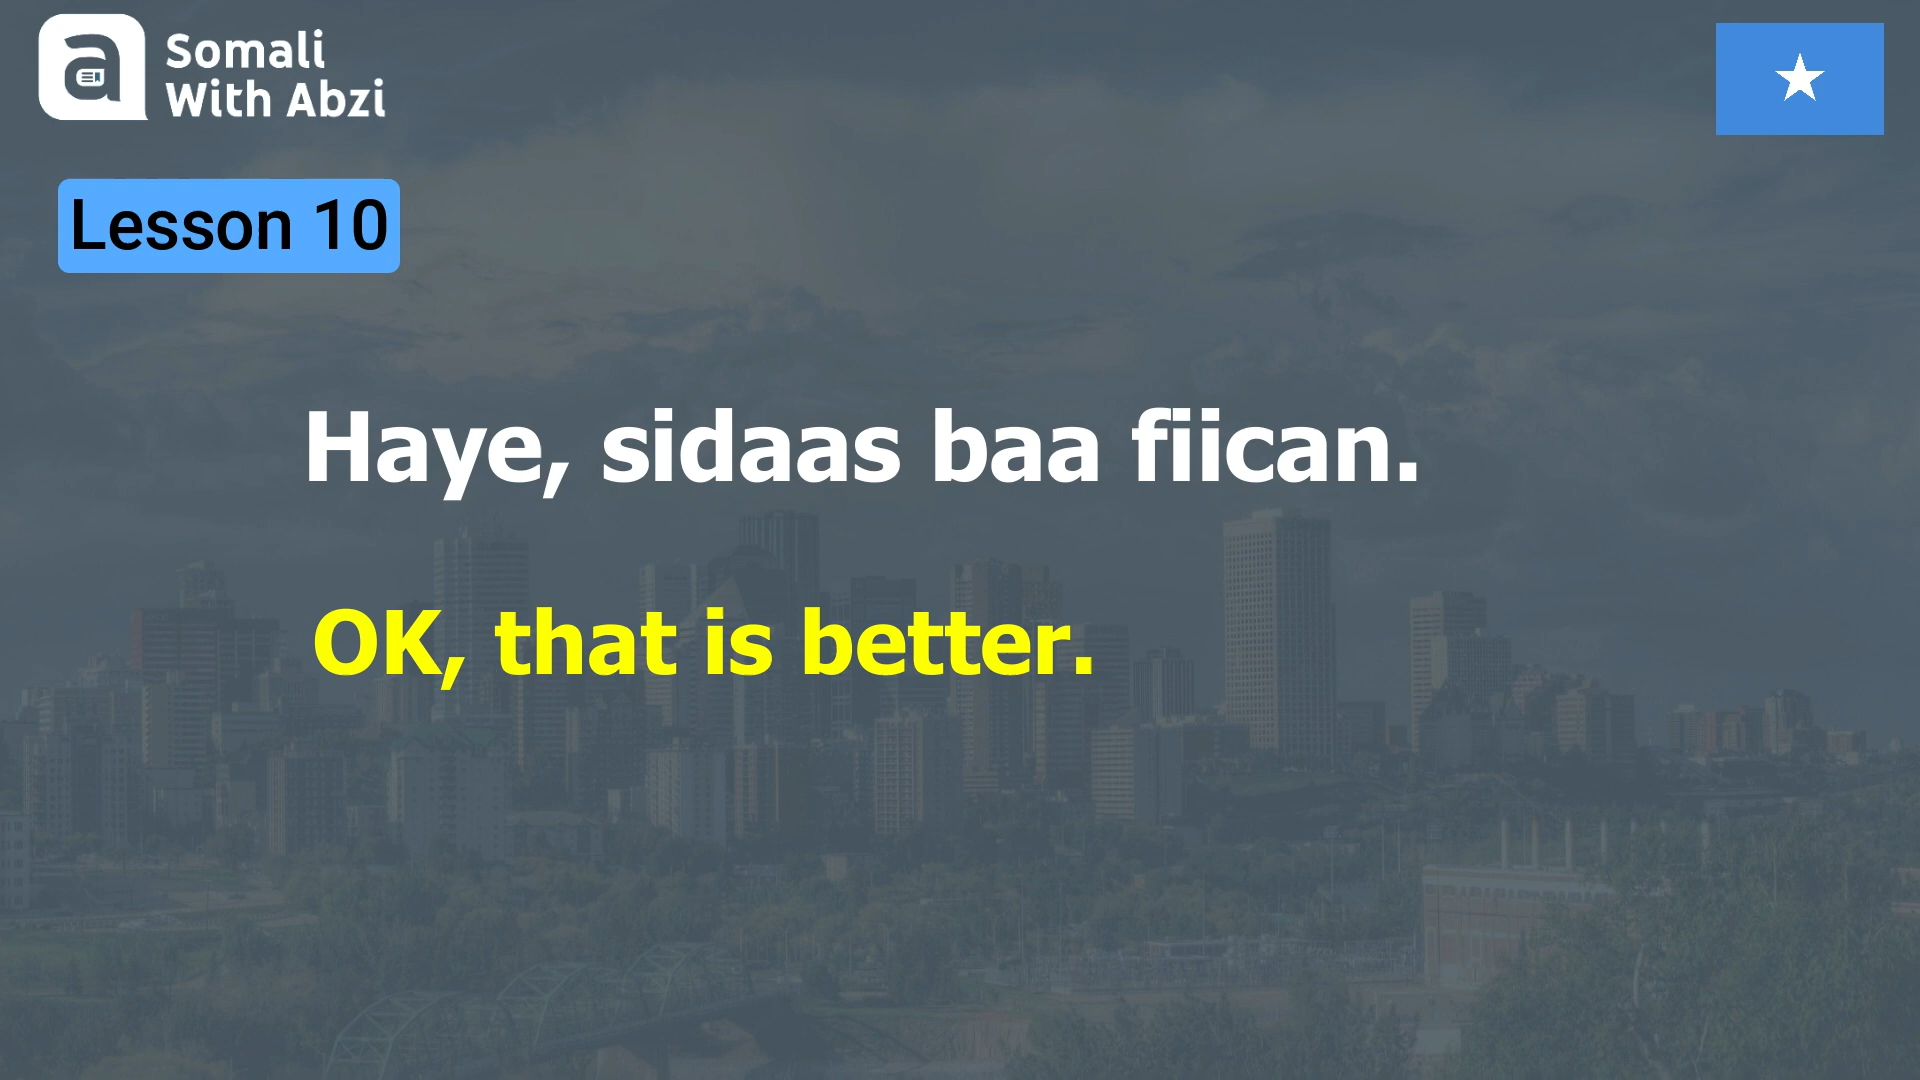 Somali
With Abzi
Lesson 10
Haye, sidaas baa fiican.
OK, that is better.